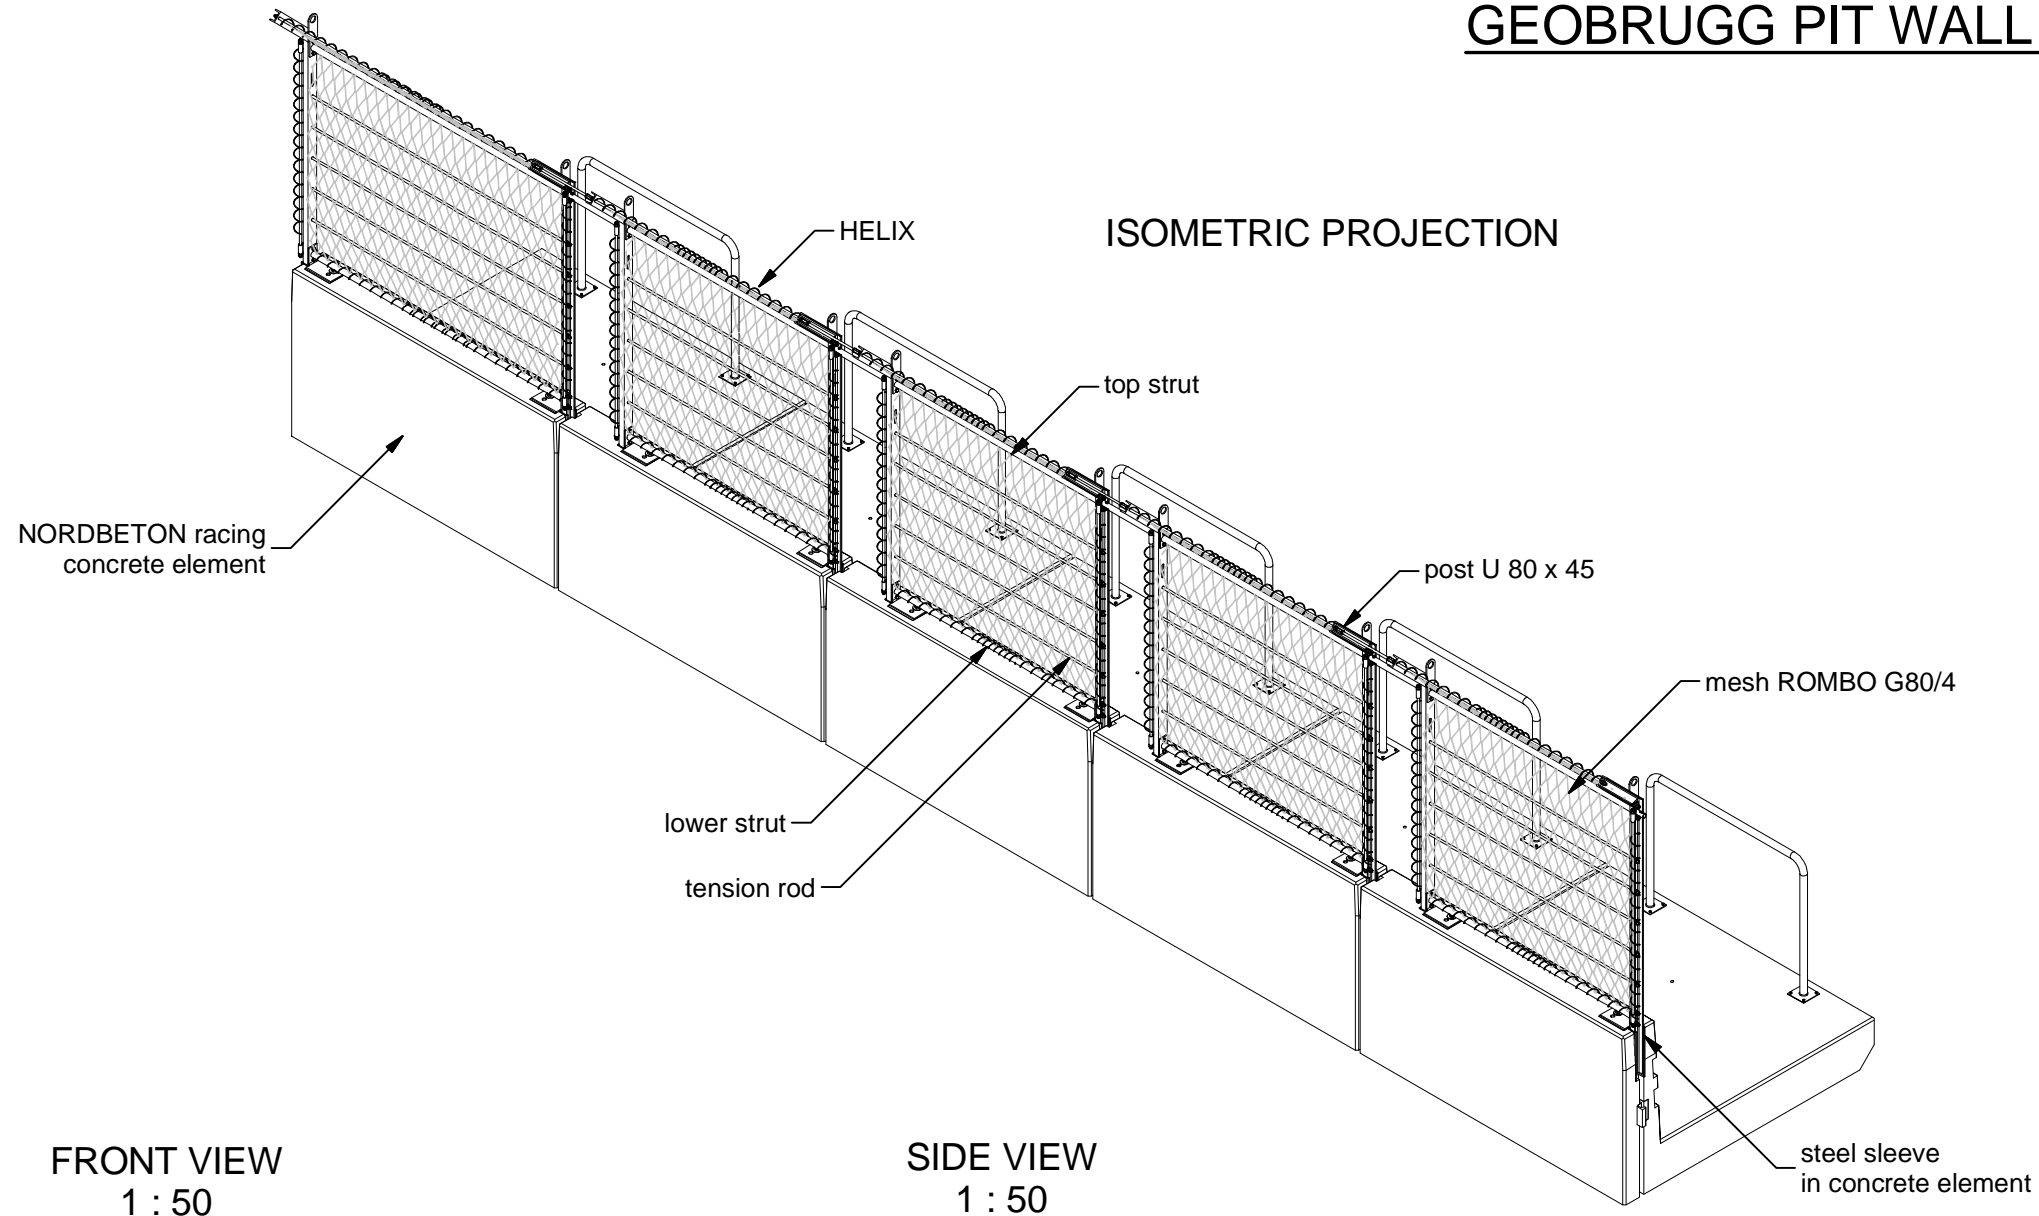 GEOBRUGG PIT WALL
ISOMETRIC PROJECTION
HELIX
top strut
NORDBETON racing
concrete element
post U 80 x 45
mesh ROMBO G80/4
lower strut
tension rod
steel sleeve
in concrete element
FRONT VIEW
1 : 50
SIDE VIEW
1 : 50